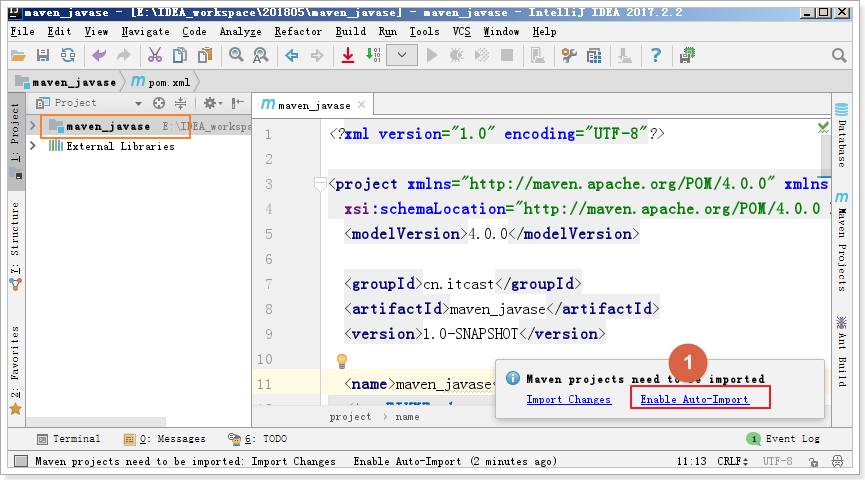 maven_javase - [E:\IDEA_workspace\201805\maven_javase] - maven_javase - IntelliJ IDEA 2017.2.2
File Edit View Navigate Code Analyze Refactor Build Run Tools VCS Window Help
maven_javase m pom.xml
Project
m maven_javase
1: Project
7: Structure
2: Favorites
maven_javase E:\IDEA_workspa
External Libraries
1 <?xml version="1.0" encoding="UTF-8"?>
2
3 <project xmlns="http://maven.apache.org/POM/4.0.0" xmlns
4 xsi:schemaLocation="http://maven.apache.org/POM/4.0.0
5 <modelVersion>4.0.0</modelVersion>
6
7 <groupId>cn.itcast</groupId>
8 <artifactId>maven_javase</artifactId>
9 <version>1.0-SNAPSHOT</version>
10
11 <name>maven_javase<
project > name
1
Maven projects need to be imported
Import Changes Enable Auto-Import
Database
m Maven Projects
Ant Build
Terminal 0: Messages 6: TODO 1 Event Log
Maven projects need to be imported: Import Changes Enable Auto-Import (2 minutes ago) 11:13 CRLF UTF-8